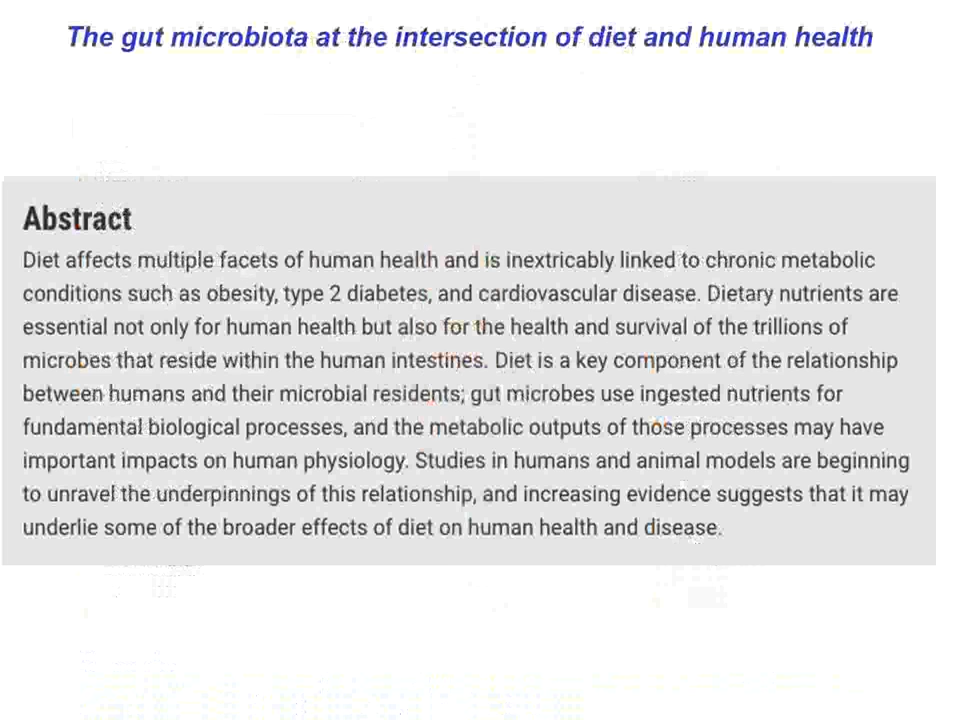 The gut microbiota at the intersection of diet and human health
Abstract
Diet affects multiple facets of human health and is inextricably linked to chronic metabolic
conditions such as obesity, type 2 diabetes, and cardiovascular disease. Dietary nutrients are
essential not only for human health but also for the health and survival of the trillions of
microbes that reside within the human intestines. Diet is a key component of the relationship
between humans and their microbial residents; gut microbes use ingested nutrients for
fundamental biological processes, and the metabolic outputs of those processes may have
important impacts on human physiology. Studies in humans and animal models are beginning
to unravel the underpinnings of this relationship, and increasing evidence suggests that it may
underlie some of the broader effects of diet on human health and disease.